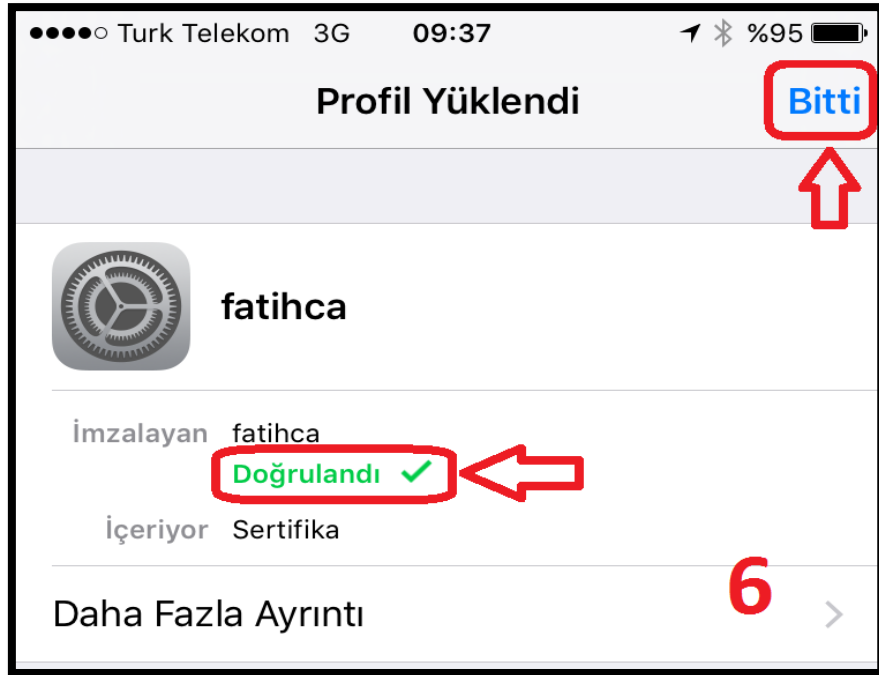 Turk Telekom 3G 09:37 %95
Profil Yüklendi Bitti
fatihca
İmzalayan fatihca
Doğrulandı
İçeriyor Sertifika
Daha Fazla Ayrıntı
6